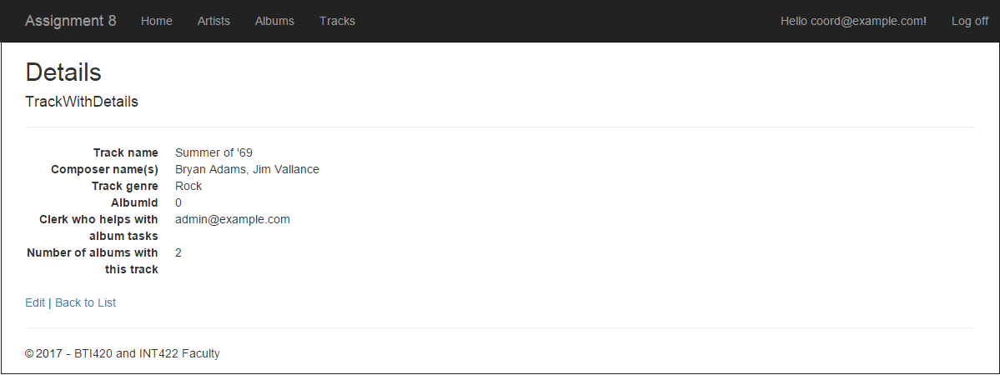 Assignment 8 Home Artists Albums Tracks Hello coord@example.com! Log off
Details
TrackWithDetails
Track name Summer of '69
Composer name(s) Bryan Adams, Jim Vallance
Track genre Rock
AlbumId 0
Clerk who helps with admin@example.com
album tasks
Number of albums with 2
this track
Edit | Back to List
© 2017 - BTI420 and INT422 Faculty